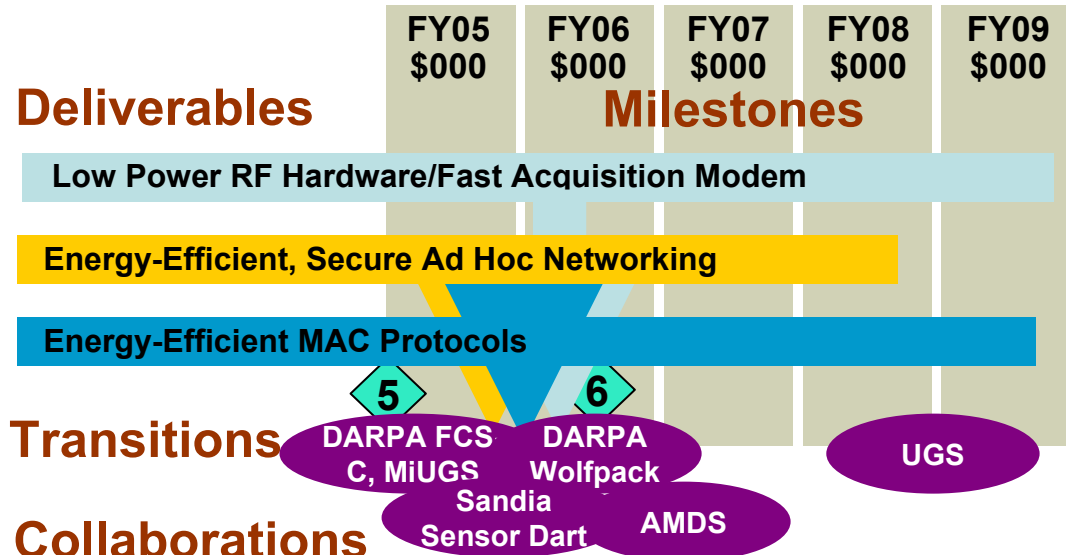 FY05 FY06 FY07 FY08 FY09
$000 $000 $000 $000 $000
Deliverables Milestones
Low Power RF Hardware/Fast Acquisition Modem
Energy-Efficient, Secure Ad Hoc Networking
Energy-Efficient MAC Protocols
5 6
Transitions
DARPA FCS
C, MiUGS
DARPA
Wolfpack
UGS
Sandia
Sensor Dart
AMDS
Collaborations